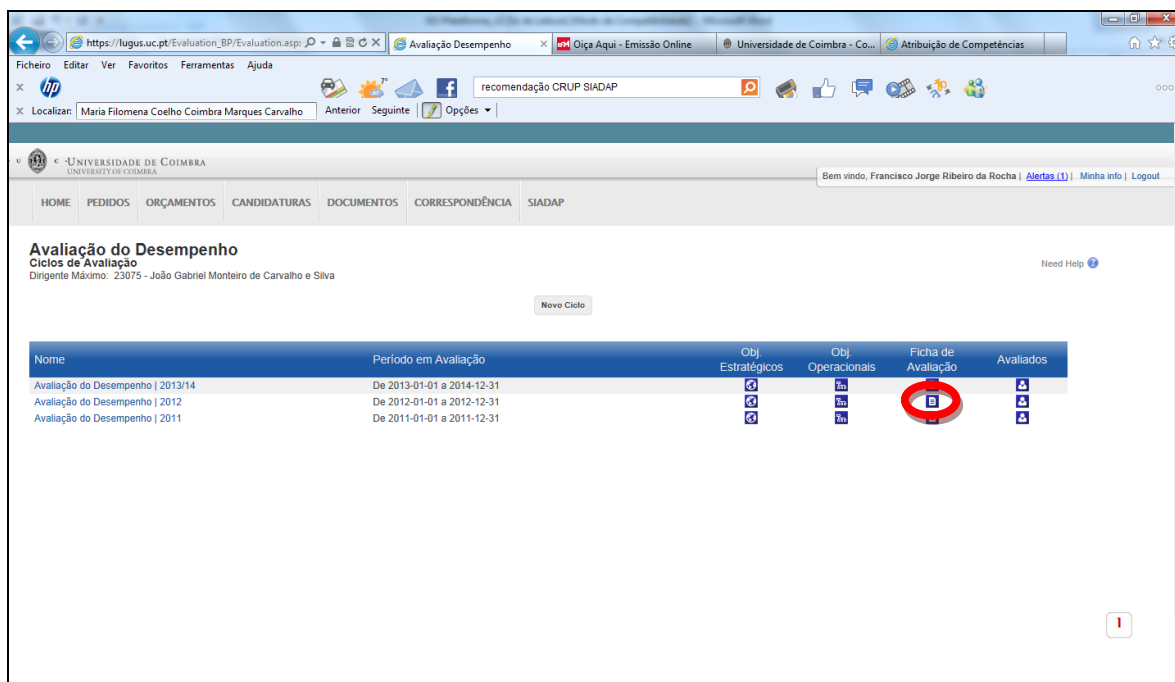 https://lugus.uc.pt/Evaluation_BP/Evaluation.asp:
Avaliação Desempenho
Oiça Aqui - Emissão Online
Universidade de Coimbra - Co...
Atribuição de Competências
Ficheiro Editar Ver Favoritos Ferramentas Ajuda
x hp 7° recomendação CRUP SIADAP
x Localizar: Maria Filomena Coelho Coimbra Marques Carvalho Anterior Seguinte Opções
U C · UNIVERSIDADE DE COIMBRA
UNIVERSITY OF COIMBRA
Bem vindo, Francisco Jorge Ribeiro da Rocha | Alertas (1) | Minha info | Logout
HOME PEDIDOS ORÇAMENTOS CANDIDATURAS DOCUMENTOS CORRESPONDÊNCIA SIADAP
Avaliação do Desempenho
Ciclos de Avaliação
Need Help ?
Dirigente Máximo: 23075 - João Gabriel Monteiro de Carvalho e Silva
Novo Ciclo
Nome Período em Avaliação Obj. Estratégicos Obj. Operacionais Ficha de Avaliação Avaliados
Avaliação do Desempenho | 2013/14 De 2013-01-01 a 2014-12-31
Avaliação do Desempenho | 2012 De 2012-01-01 a 2012-12-31
Avaliação do Desempenho | 2011 De 2011-01-01 a 2011-12-31
1